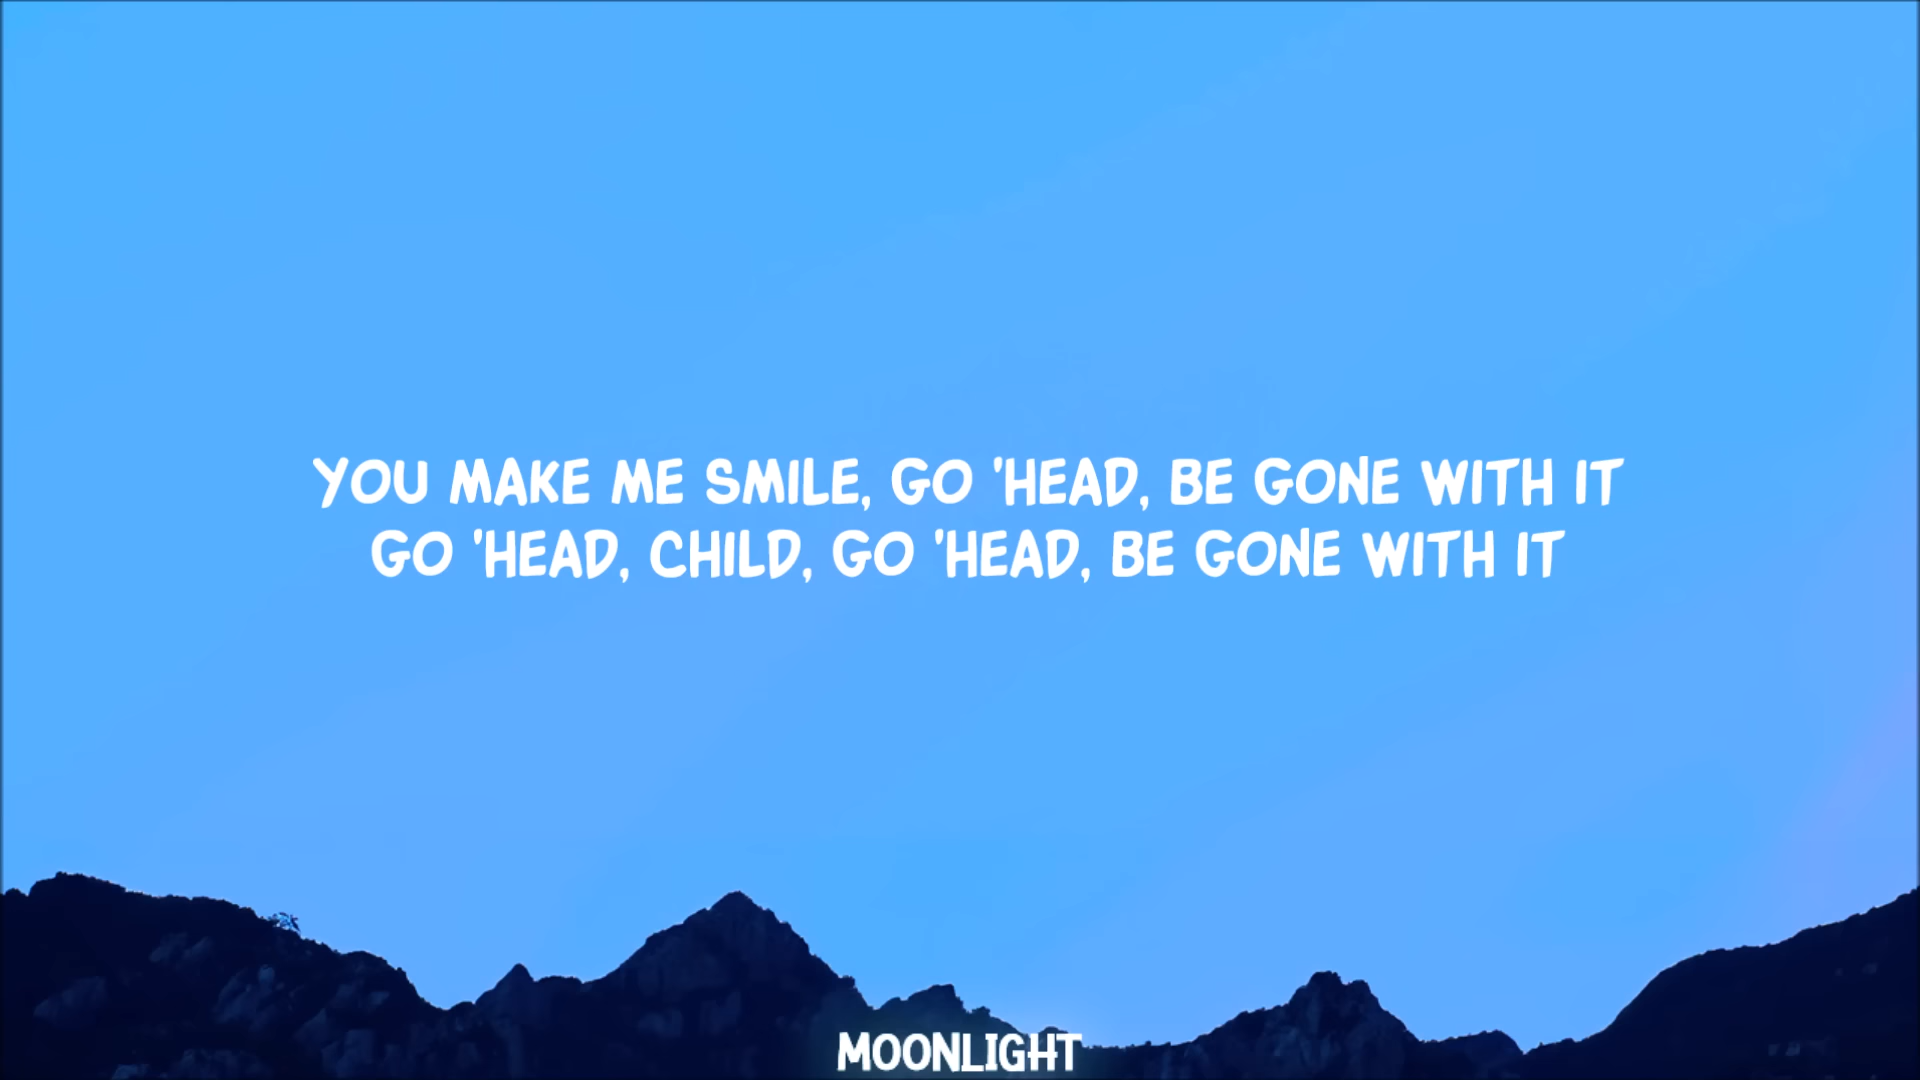 YOU MAKE ME SMILE, GO 'HEAD, BE GONE WITH IT
GO 'HEAD, CHILD, GO 'HEAD, BE GONE WITH IT
MOONLIGHT